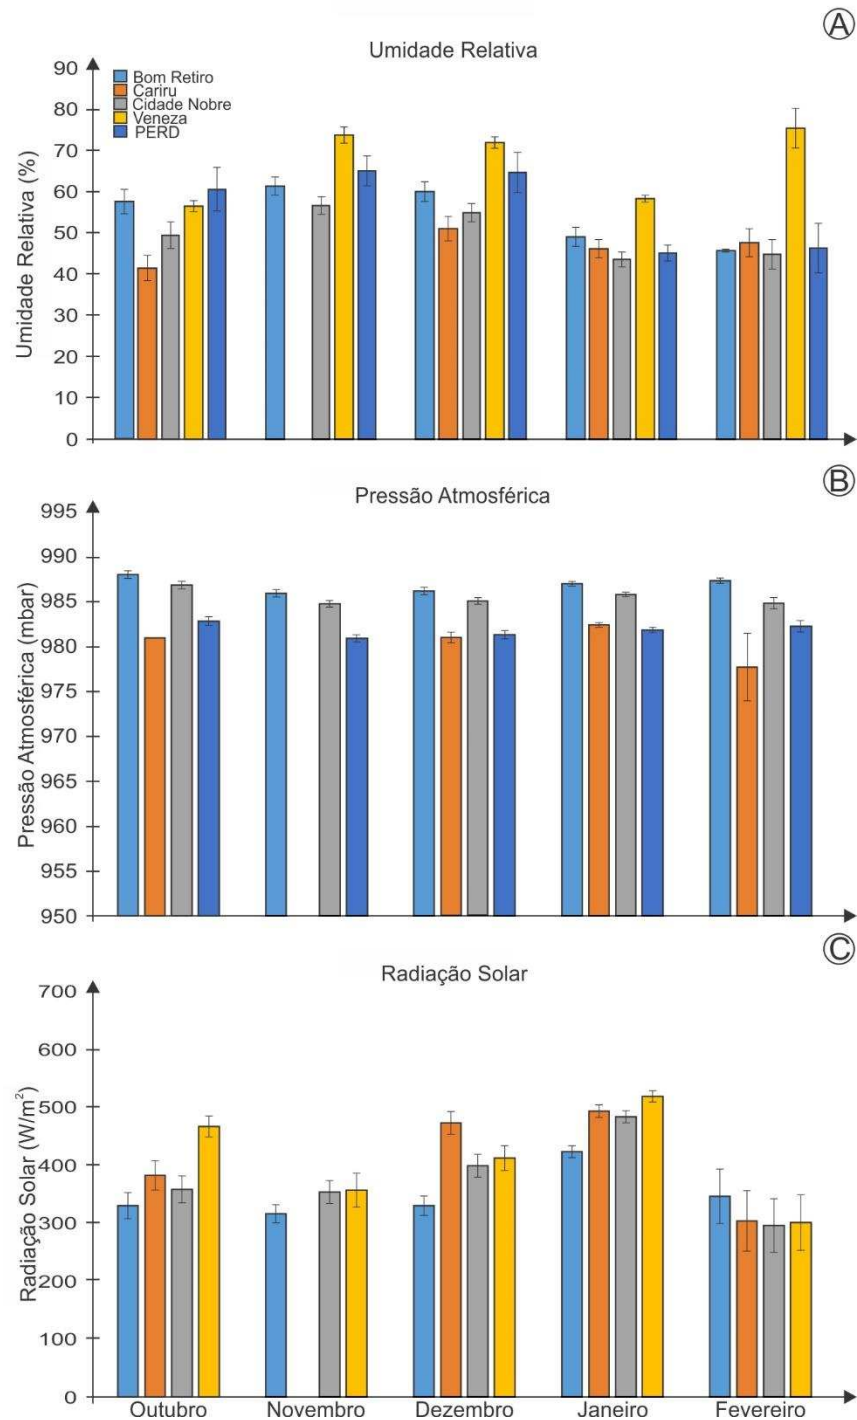 A
Umidade Relativa
Umidade Relativa (%)
90
80
70
60
50
40
30
20
10
0
Bom Retiro
Cariru
Cidade Nobre
Veneza
PERD
B
Pressão Atmosférica
Pressão Atmosférica (mbar)
995
990
985
980
975
970
965
960
955
950
C
Radiação Solar
Radiação Solar (W/m²)
700
600
500
400
300
200
100
0
Outubro Novembro Dezembro Janeiro Fevereiro